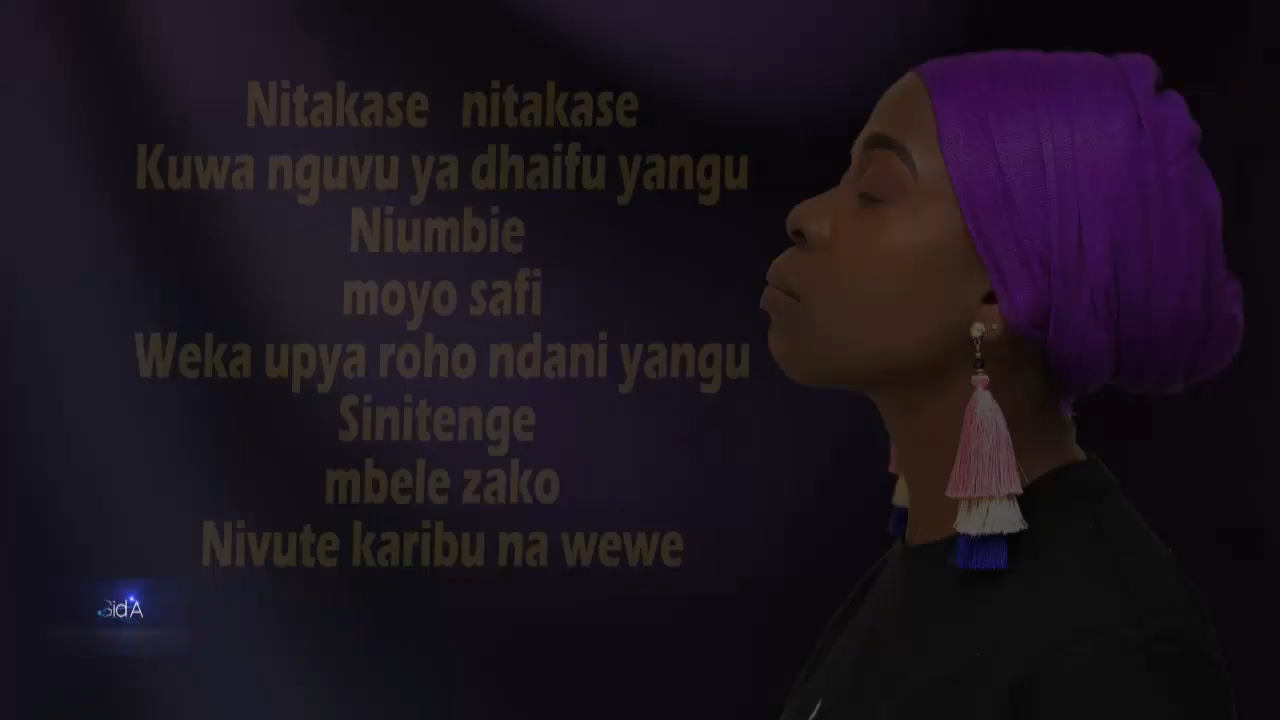 Nitakase nitakase
Kuwa nguvu ya dhaifu yangu
Niumbie
moyo safi
Weka upya roho ndani yangu
Sinitenge
mbele zako
Nivute karibu na wewe
SidA